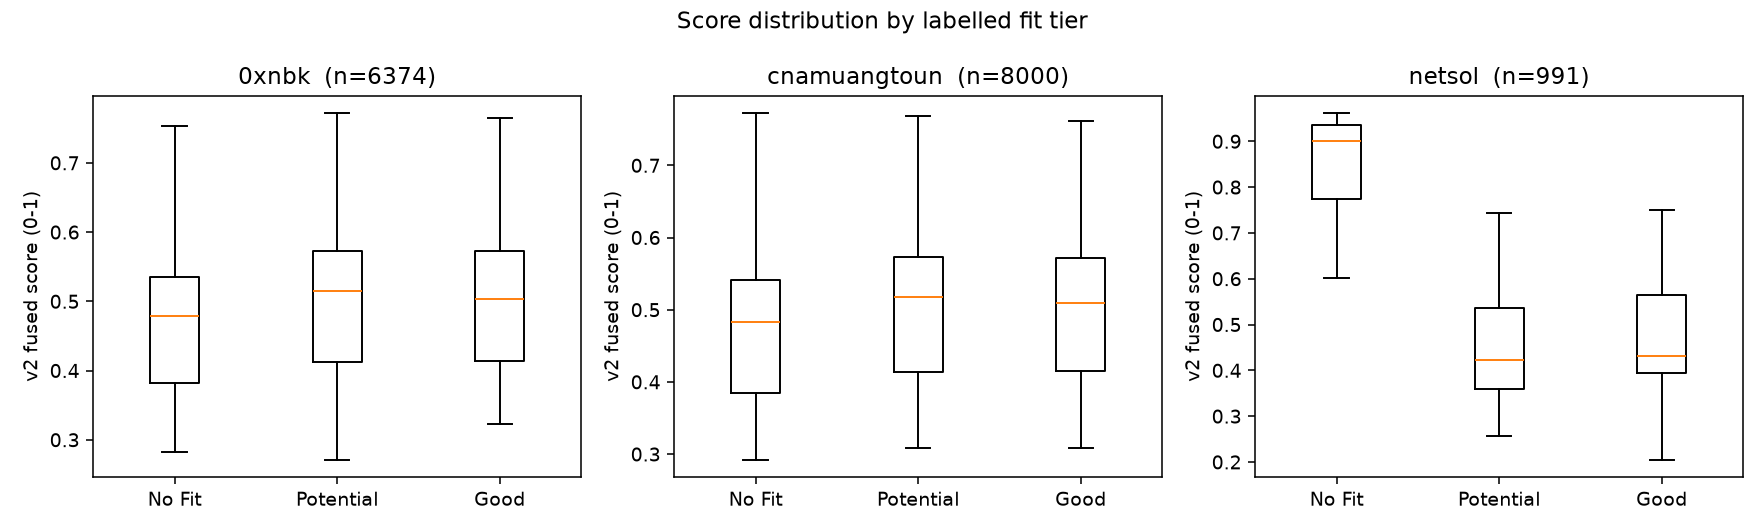 Score distribution by labelled fit tier
0xnbk (n=6374)
v2 fused score (0-1)
0.7
0.6
0.5
0.4
0.3
No Fit Potential Good
cnamuangtoun (n=8000)
v2 fused score (0-1)
0.7
0.6
0.5
0.4
0.3
No Fit Potential Good
netsol (n=991)
v2 fused score (0-1)
0.9
0.8
0.7
0.6
0.5
0.4
0.3
0.2
No Fit Potential Good